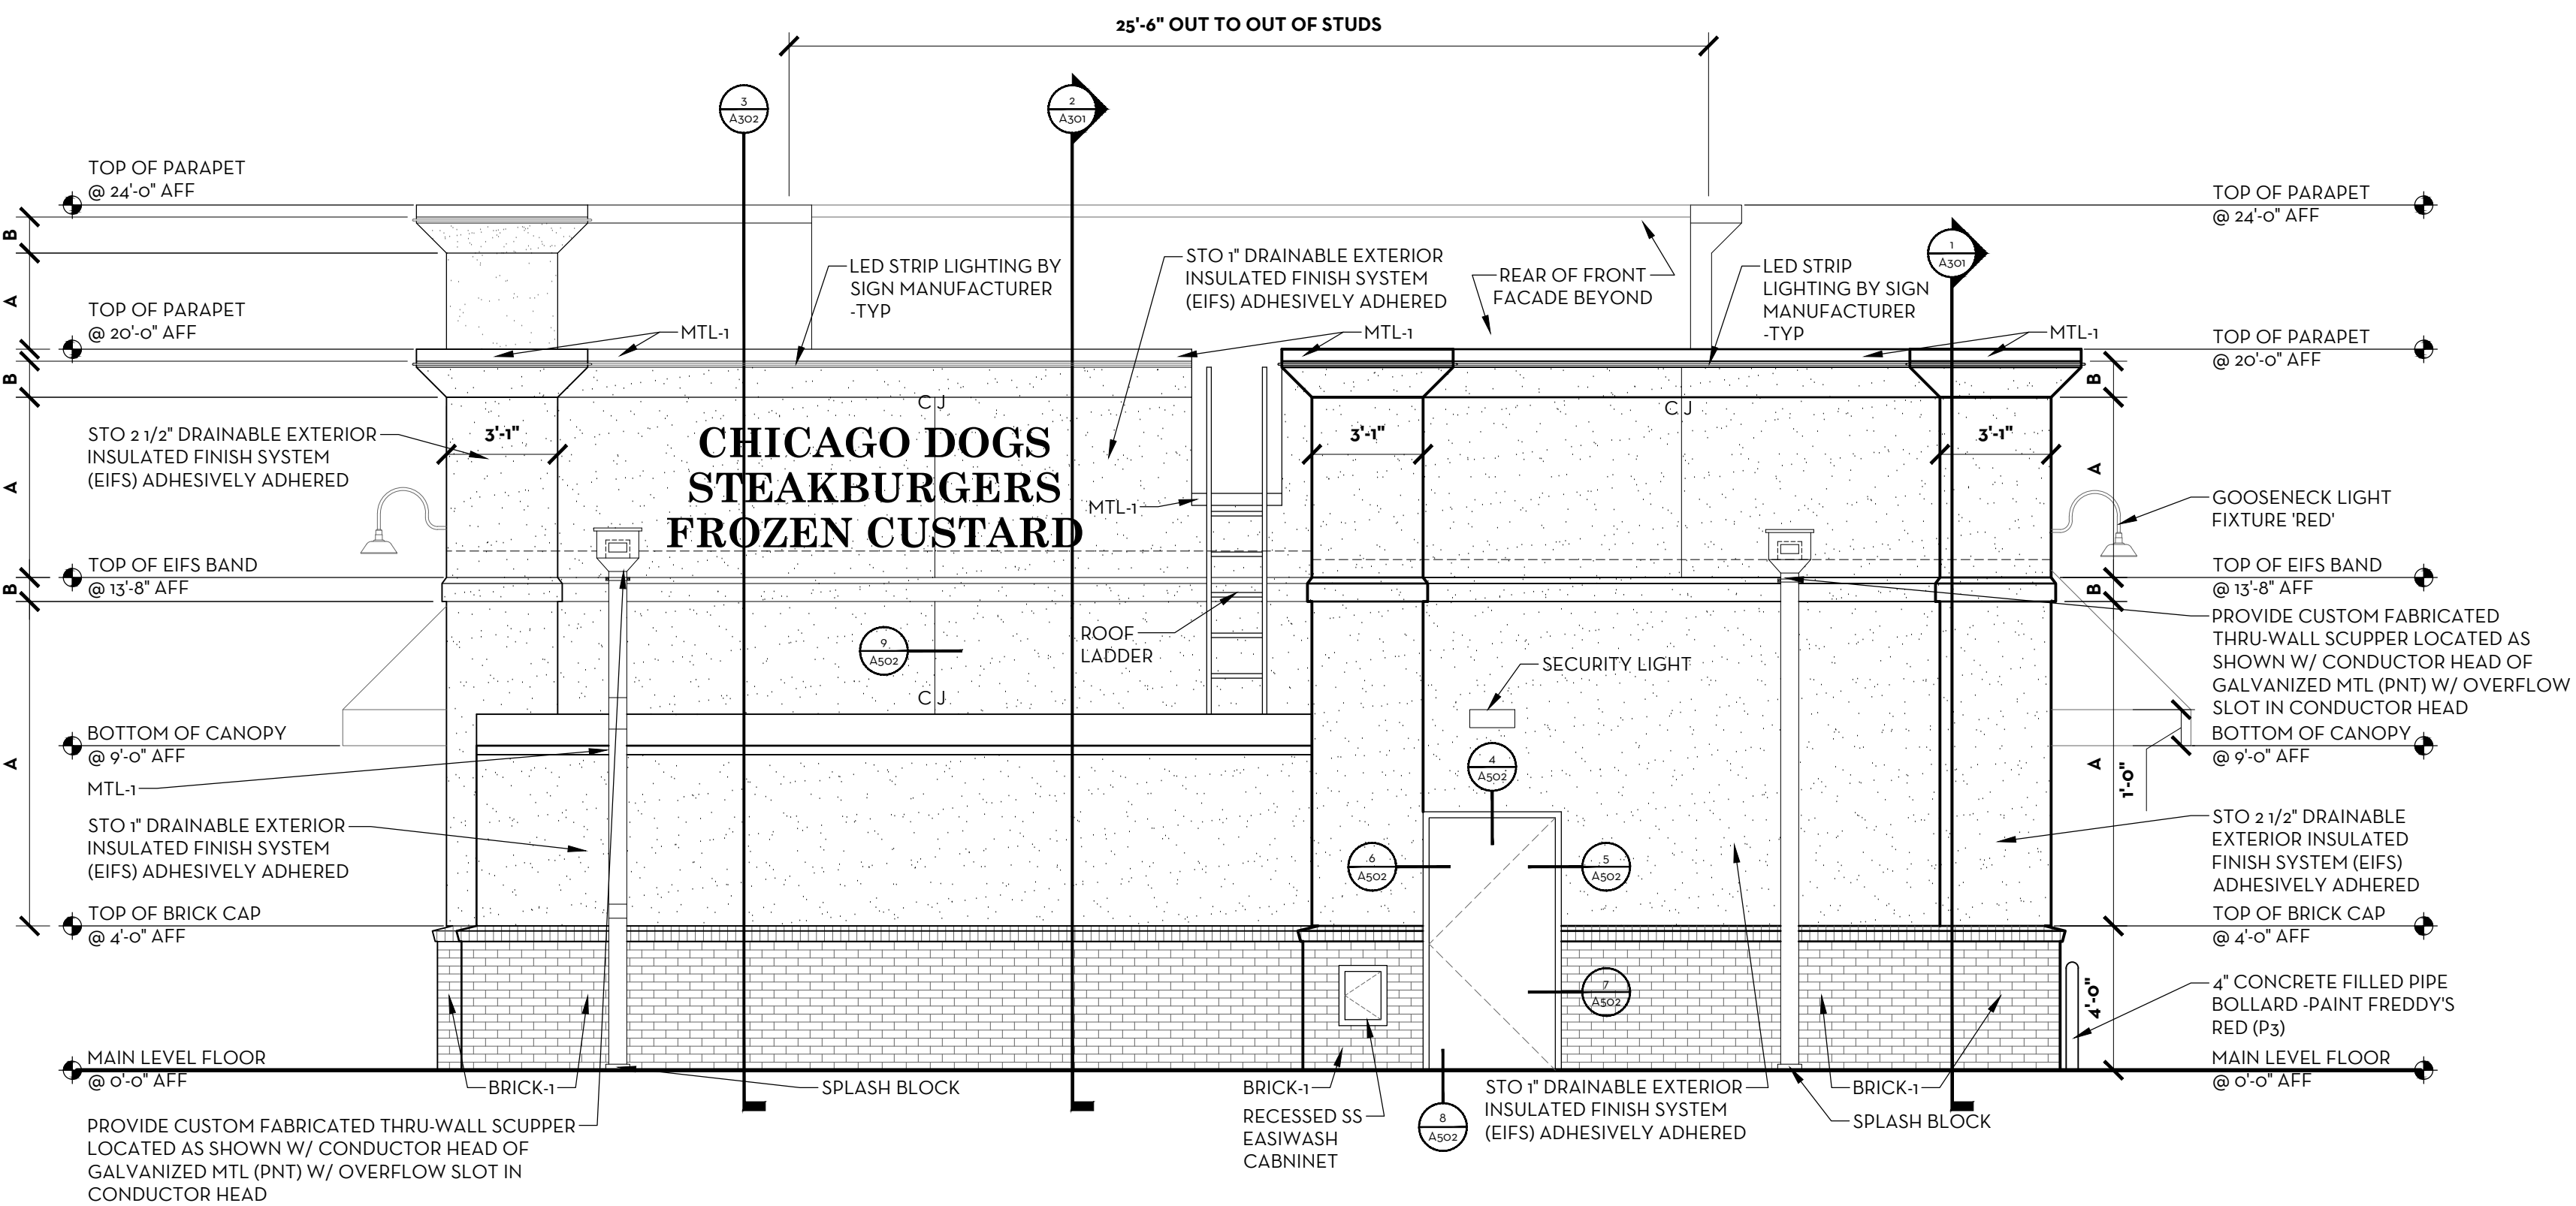 25'-6" OUT TO OUT OF STUDS
3
A302
2
A301
1
A301
TOP OF PARAPET
@ 24'-0" AFF
TOP OF PARAPET
@ 24'-0" AFF
B
A
TOP OF PARAPET
@ 20'-0" AFF
MTL-1
LED STRIP LIGHTING BY
SIGN MANUFACTURER
-TYP
STO 1" DRAINABLE EXTERIOR
INSULATED FINISH SYSTEM
(EIFS) ADHESIVELY ADHERED
REAR OF FRONT
FACADE BEYOND
MTL-1
LED STRIP
LIGHTING BY SIGN
MANUFACTURER
-TYP
MTL-1
TOP OF PARAPET
@ 20'-0" AFF
B
B
CJ
CJ
STO 2 1/2" DRAINABLE EXTERIOR
INSULATED FINISH SYSTEM
(EIFS) ADHESIVELY ADHERED
3'-1"
CHICAGO DOGS
STEAKBURGERS
FROZEN CUSTARD
3'-1"
3'-1"
A
A
MTL-1
GOOSENECK LIGHT
FIXTURE 'RED'
TOP OF EIFS BAND
@ 13'-8" AFF
TOP OF EIFS BAND
@ 13'-8" AFF
B
B
9
A502
ROOF
LADDER
SECURITY LIGHT
PROVIDE CUSTOM FABRICATED
THRU-WALL SCUPPER LOCATED AS
SHOWN W/ CONDUCTOR HEAD OF
GALVANIZED MTL (PNT) W/ OVERFLOW
SLOT IN CONDUCTOR HEAD
CJ
BOTTOM OF CANOPY
@ 9'-0" AFF
BOTTOM OF CANOPY
@ 9'-0" AFF
A
A
1'-0"
MTL-1
4
A502
STO 1" DRAINABLE EXTERIOR
INSULATED FINISH SYSTEM
(EIFS) ADHESIVELY ADHERED
6
A502
5
A502
STO 2 1/2" DRAINABLE
EXTERIOR INSULATED
FINISH SYSTEM (EIFS)
ADHESIVELY ADHERED
TOP OF BRICK CAP
@ 4'-0" AFF
TOP OF BRICK CAP
@ 4'-0" AFF
7
A502
4'-0"
4" CONCRETE FILLED PIPE
BOLLARD -PAINT FREDDY'S
RED (P3)
MAIN LEVEL FLOOR
@ 0'-0" AFF
MAIN LEVEL FLOOR
@ 0'-0" AFF
BRICK-1
SPLASH BLOCK
BRICK-1
RECESSED SS
EASIWASH
CABNINET
8
A502
STO 1" DRAINABLE EXTERIOR
INSULATED FINISH SYSTEM
(EIFS) ADHESIVELY ADHERED
BRICK-1
SPLASH BLOCK
PROVIDE CUSTOM FABRICATED THRU-WALL SCUPPER
LOCATED AS SHOWN W/ CONDUCTOR HEAD OF
GALVANIZED MTL (PNT) W/ OVERFLOW SLOT IN
CONDUCTOR HEAD